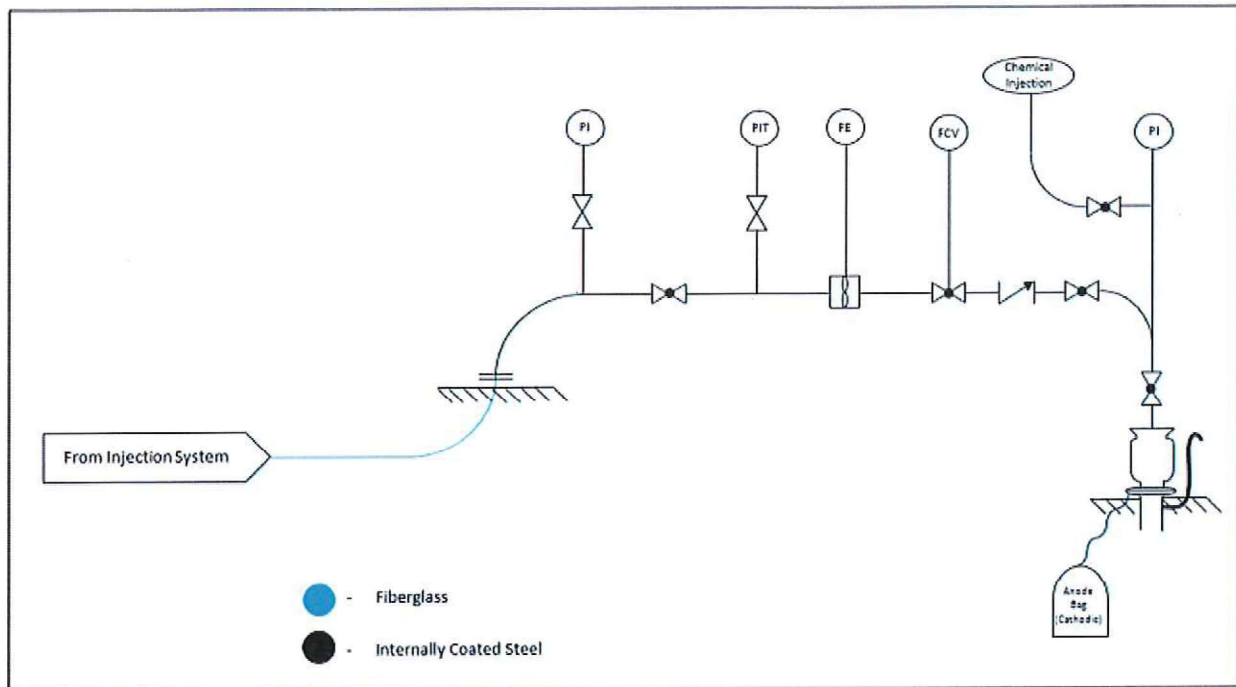 Chemical
Injection
PI
PIT
FE
FCV
PI
From Injection System
Anode
Bag
(Cathodic)
- Fiberglass
- Internally Coated Steel